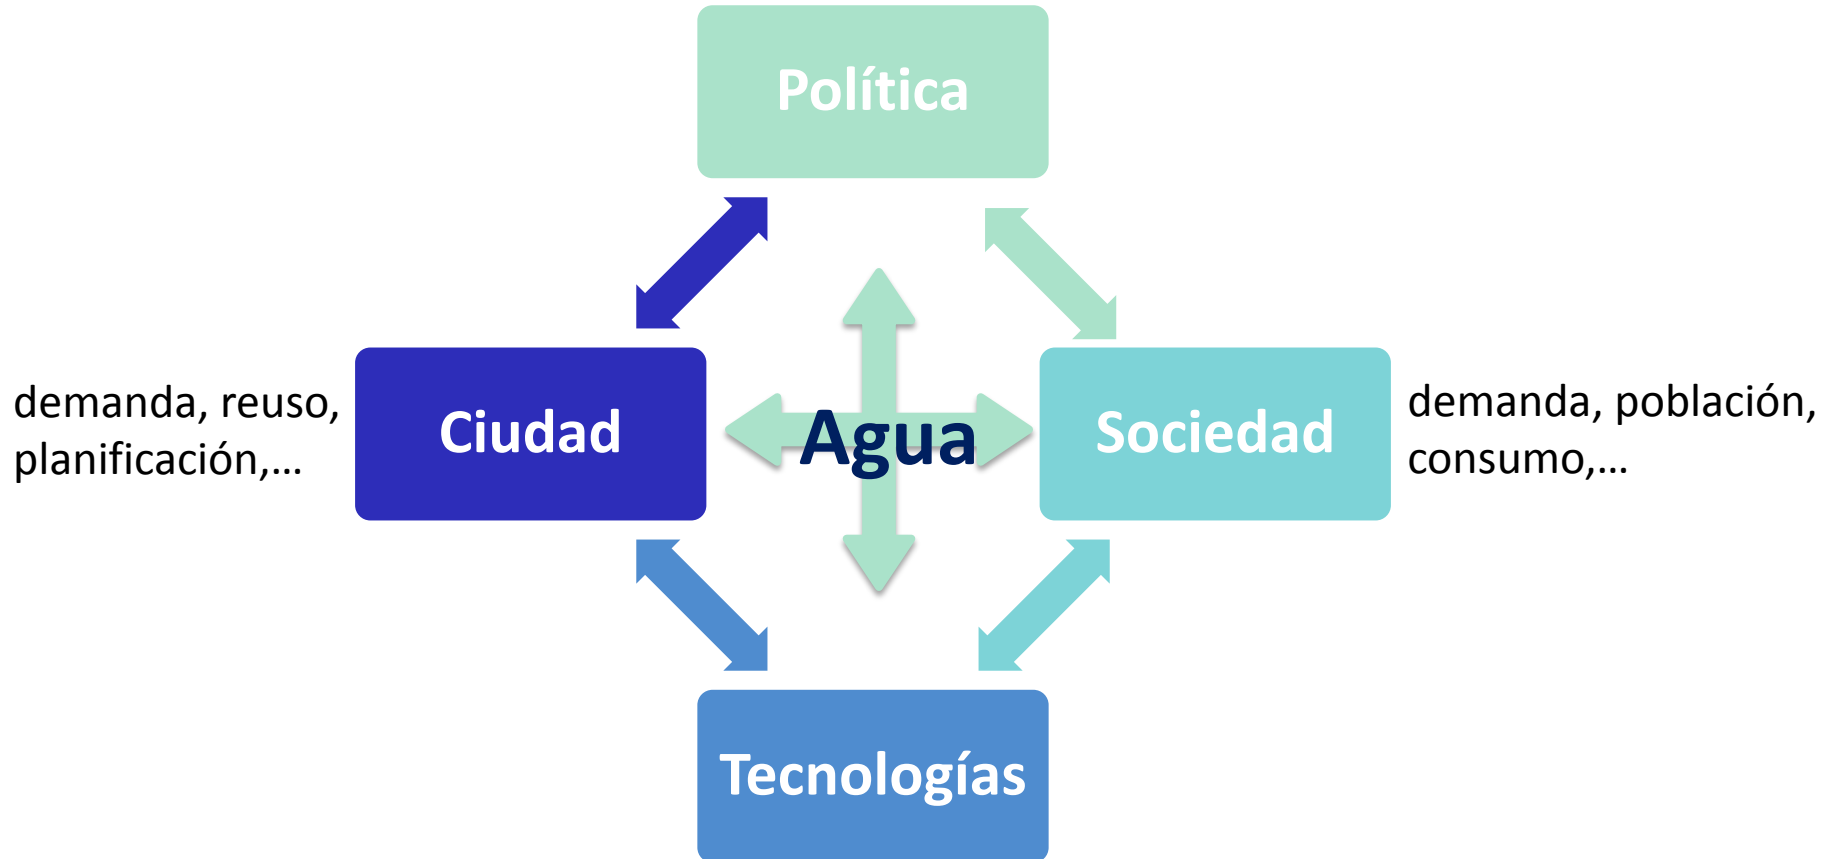 Política
demanda, reuso,
planificación,...
Ciudad
Agua
Sociedad
demanda, población,
consumo,...
Tecnologías